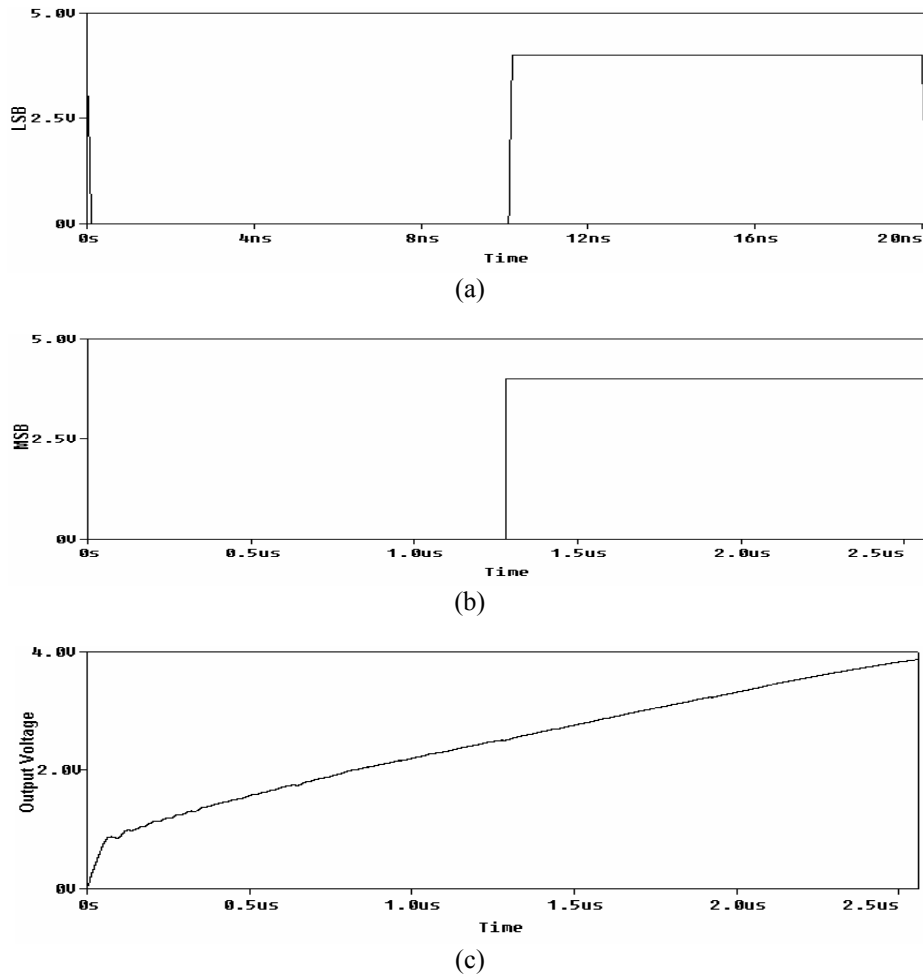 5.0V
LSB
2.5V
0V
0s 4ns 8ns 12ns 16ns 20ns
Time
(a)
5.0V
MSB
2.5V
0V
0s 0.5us 1.0us 1.5us 2.0us 2.5us
Time
(b)
4.0V
Output Voltage
2.0V
0V
0s 0.5us 1.0us 1.5us 2.0us 2.5us
Time
(c)